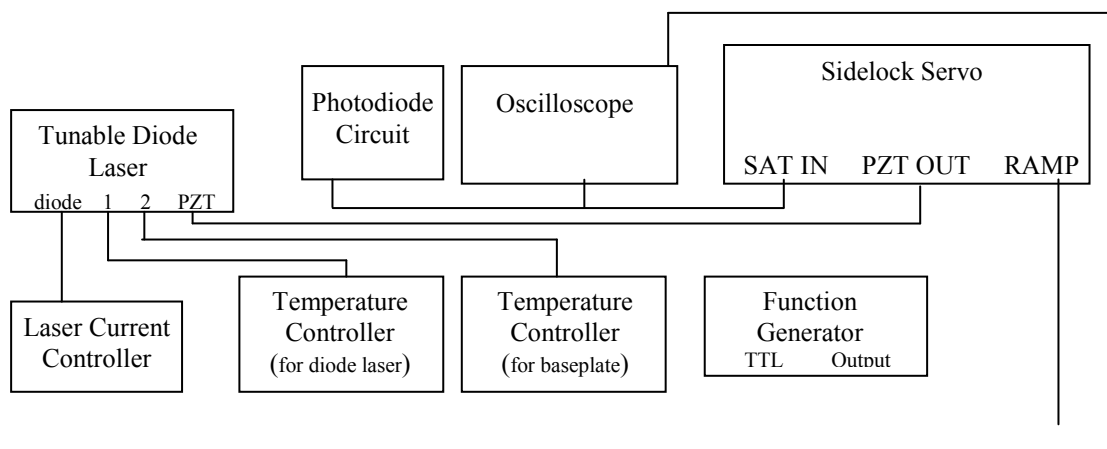 Sidelock Servo
SAT IN PZT OUT RAMP
Oscilloscope
Photodiode
Circuit
Tunable Diode
Laser
diode 1 2 PZT
Laser Current
Controller
Temperature
Controller
(for diode laser)
Temperature
Controller
(for baseplate)
Function
Generator
TTL Output